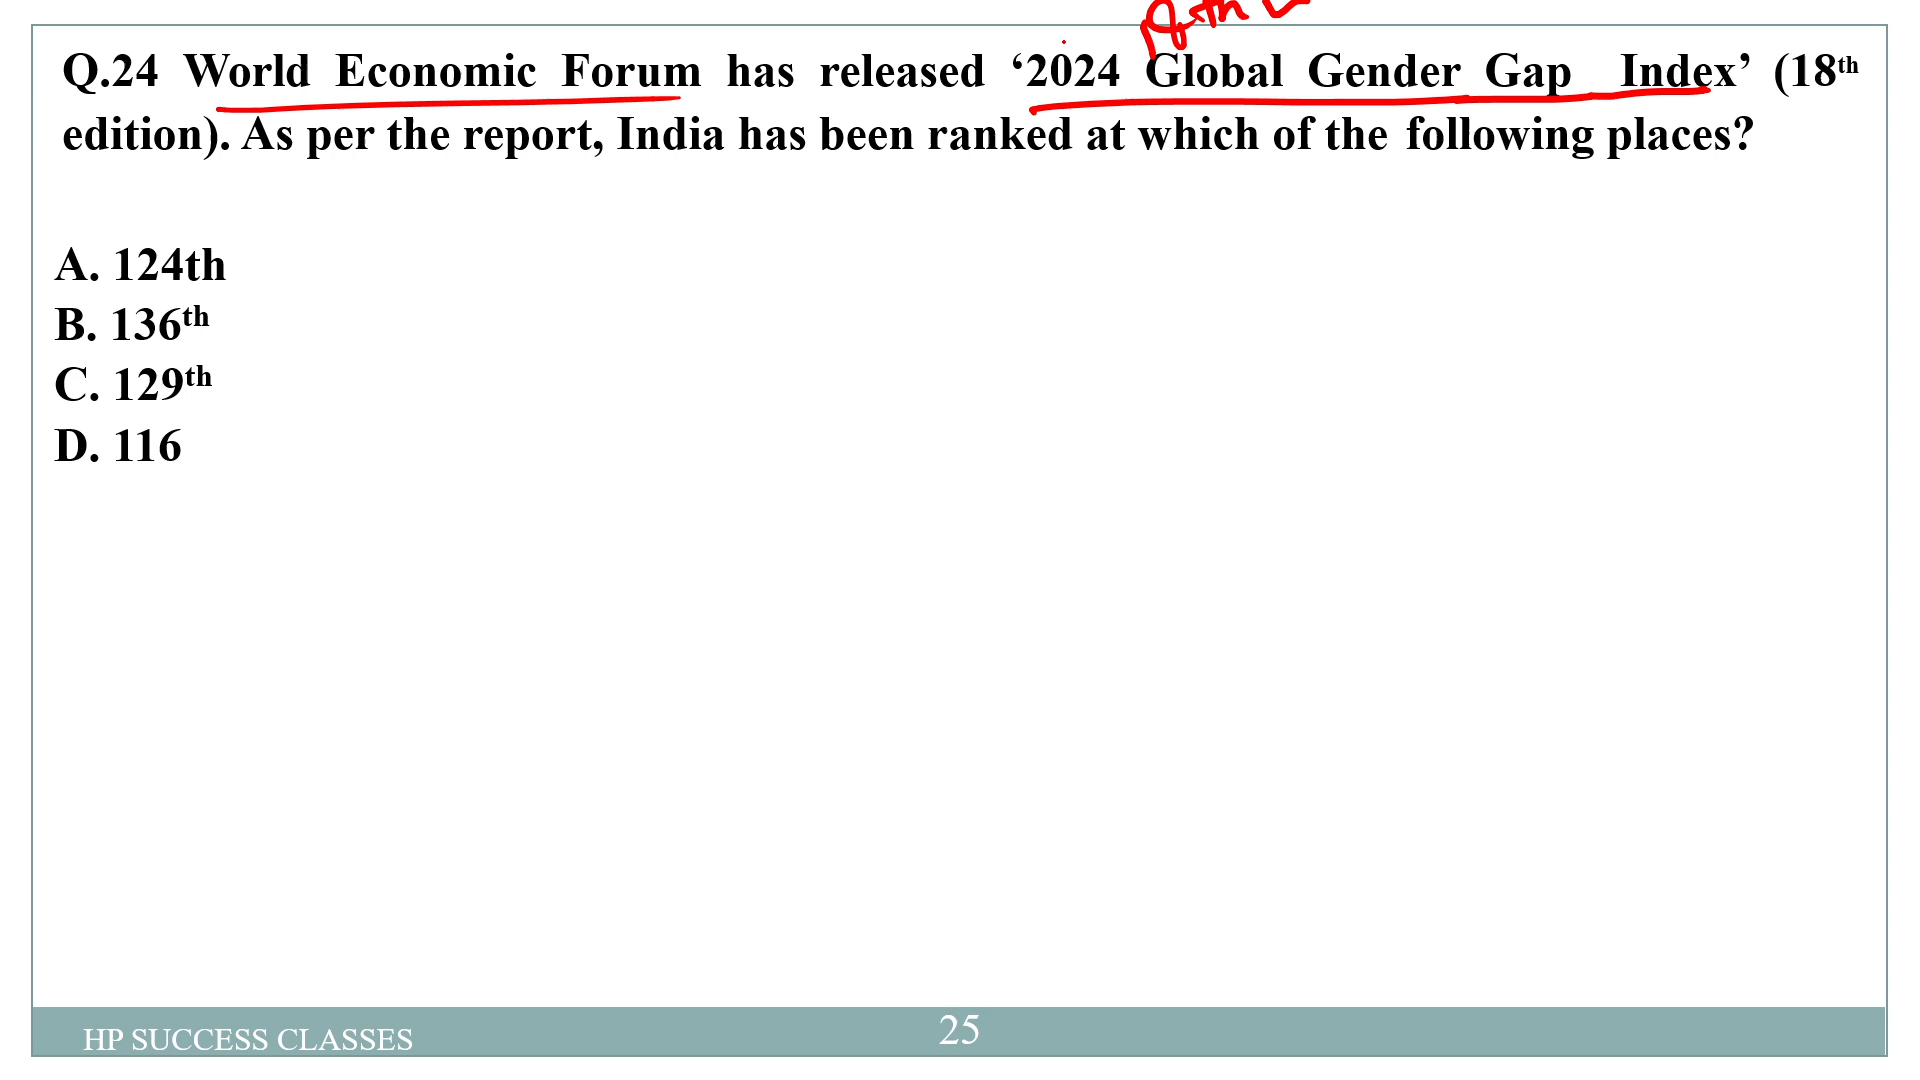 18th
Q.24 World Economic Forum has released ‘2024 Global Gender Gap Index’ (18th
edition). As per the report, India has been ranked at which of the following places?
A. 124th
B. 136th
C. 129th
D. 116
HP SUCCESS CLASSES 25